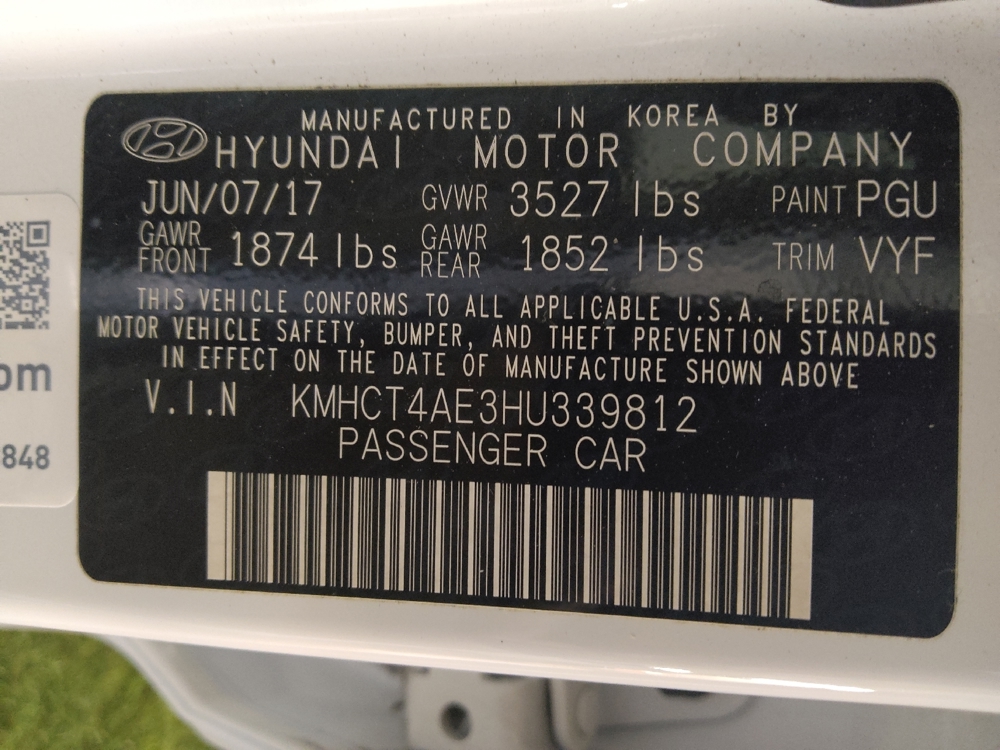 MANUFACTURED IN KOREA BY
HYUNDAI MOTOR COMPANY
JUN/07/17 GVWR 3527 lbs PAINT PGU
GAWR FRONT 1874 lbs GAWR REAR 1852 lbs TRIM VYF
THIS VEHICLE CONFORMS TO ALL APPLICABLE U.S.A. FEDERAL
MOTOR VEHICLE SAFETY, BUMPER, AND THEFT PREVENTION STANDARDS
IN EFFECT ON THE DATE OF MANUFACTURE SHOWN ABOVE
V.I.N KMHCT4AE3HU339812
PASSENGER CAR
om
848